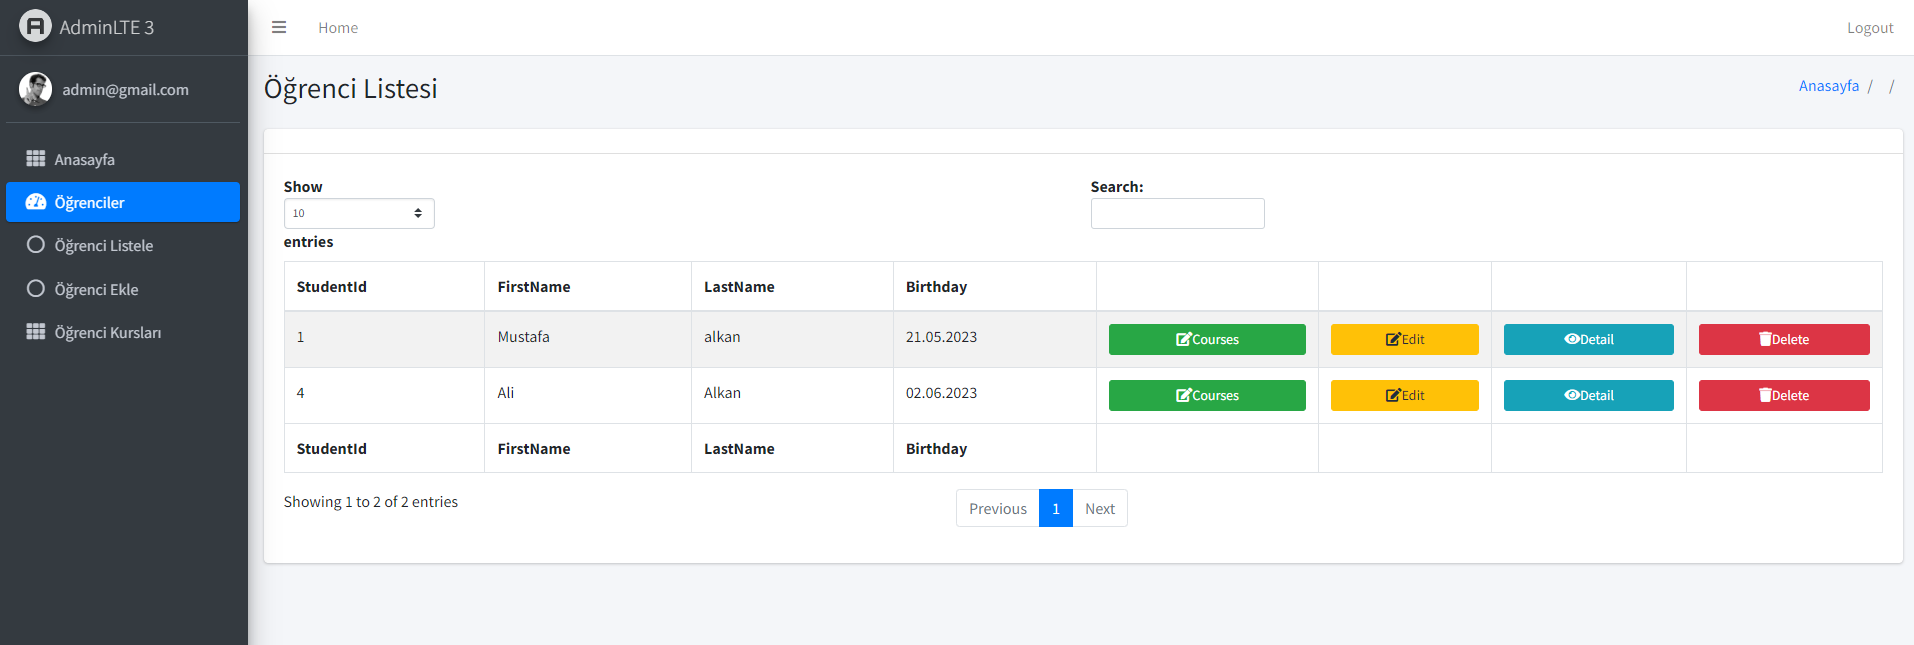 AdminLTE 3
Home
Logout
admin@gmail.com
Öğrenci Listesi
Anasayfa / /
Anasayfa
Öğrenciler
Öğrenci Listele
Öğrenci Ekle
Öğrenci Kursları
Show
10
entries
Search:
StudentId FirstName LastName Birthday
1 Mustafa alkan 21.05.2023 Courses Edit Detail Delete
4 Ali Alkan 02.06.2023 Courses Edit Detail Delete
StudentId FirstName LastName Birthday
Showing 1 to 2 of 2 entries
Previous 1 Next